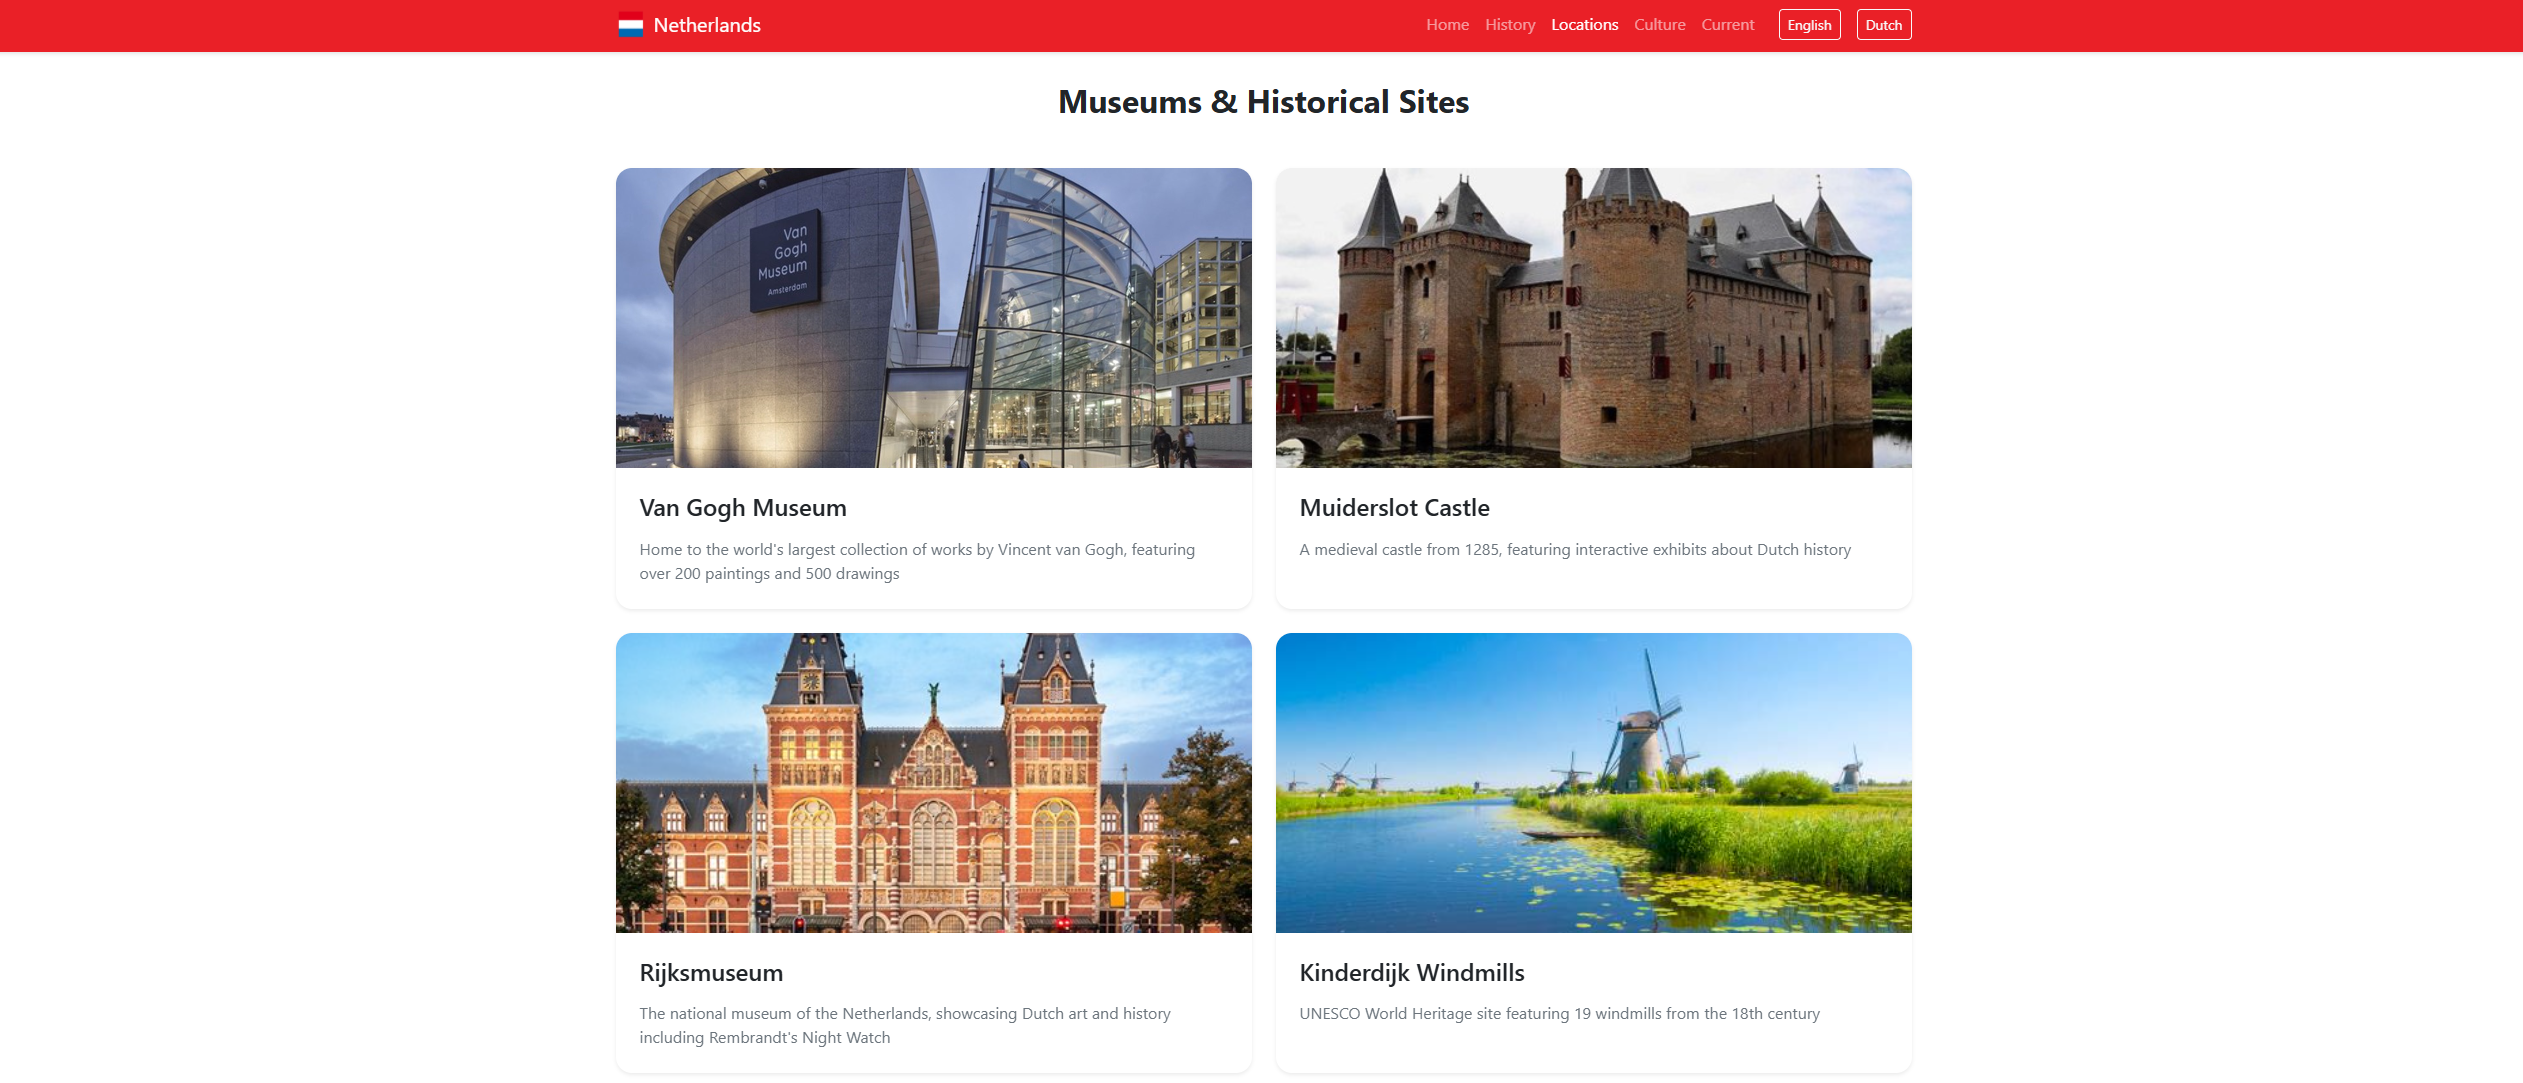 Netherlands
Home History Locations Culture Current English Dutch
Museums & Historical Sites
Van
Gogh
Museum
Amsterdam
Van Gogh Museum
Home to the world's largest collection of works by Vincent van Gogh, featuring
over 200 paintings and 500 drawings
Muiderslot Castle
A medieval castle from 1285, featuring interactive exhibits about Dutch history
Rijksmuseum
The national museum of the Netherlands, showcasing Dutch art and history
including Rembrandt's Night Watch
Kinderdijk Windmills
UNESCO World Heritage site featuring 19 windmills from the 18th century